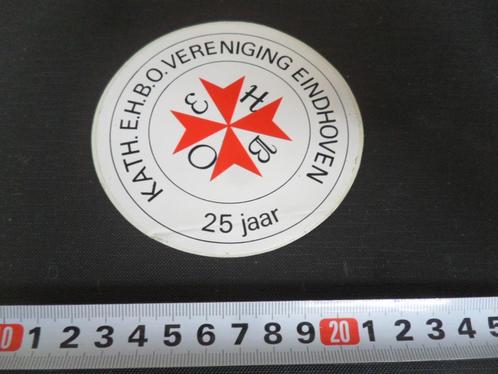 KATH. E.H.B.O. VERENIGING EINDHOVEN
E H
O B
25 jaar
10 1 2 3 4 5 6 7 8 9 20 1 2 3 4 5